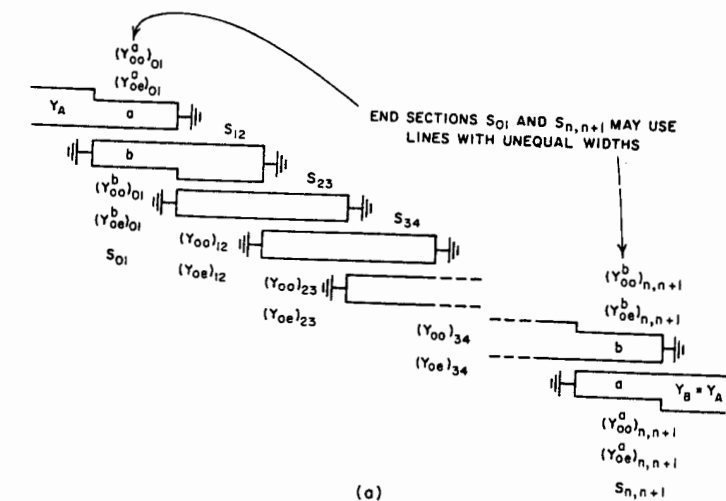 (Y^a_oo)_01
(Y^a_oe)_01
Y_A
a
S_12
END SECTIONS S_01 AND S_n,n+1 MAY USE
LINES WITH UNEQUAL WIDTHS
b
S_23
(Y^b_oo)_01
(Y^b_oe)_01
S_01
S_34
(Y_oo)_12
(Y_oe)_12
(Y_oo)_23
(Y_oe)_23
(Y_oo)_34
(Y_oe)_34
(Y^b_oo)_n,n+1
(Y^b_oe)_n,n+1
b
a
Y_B = Y_A
(Y^a_oo)_n,n+1
(Y^a_oe)_n,n+1
S_n,n+1
(a)